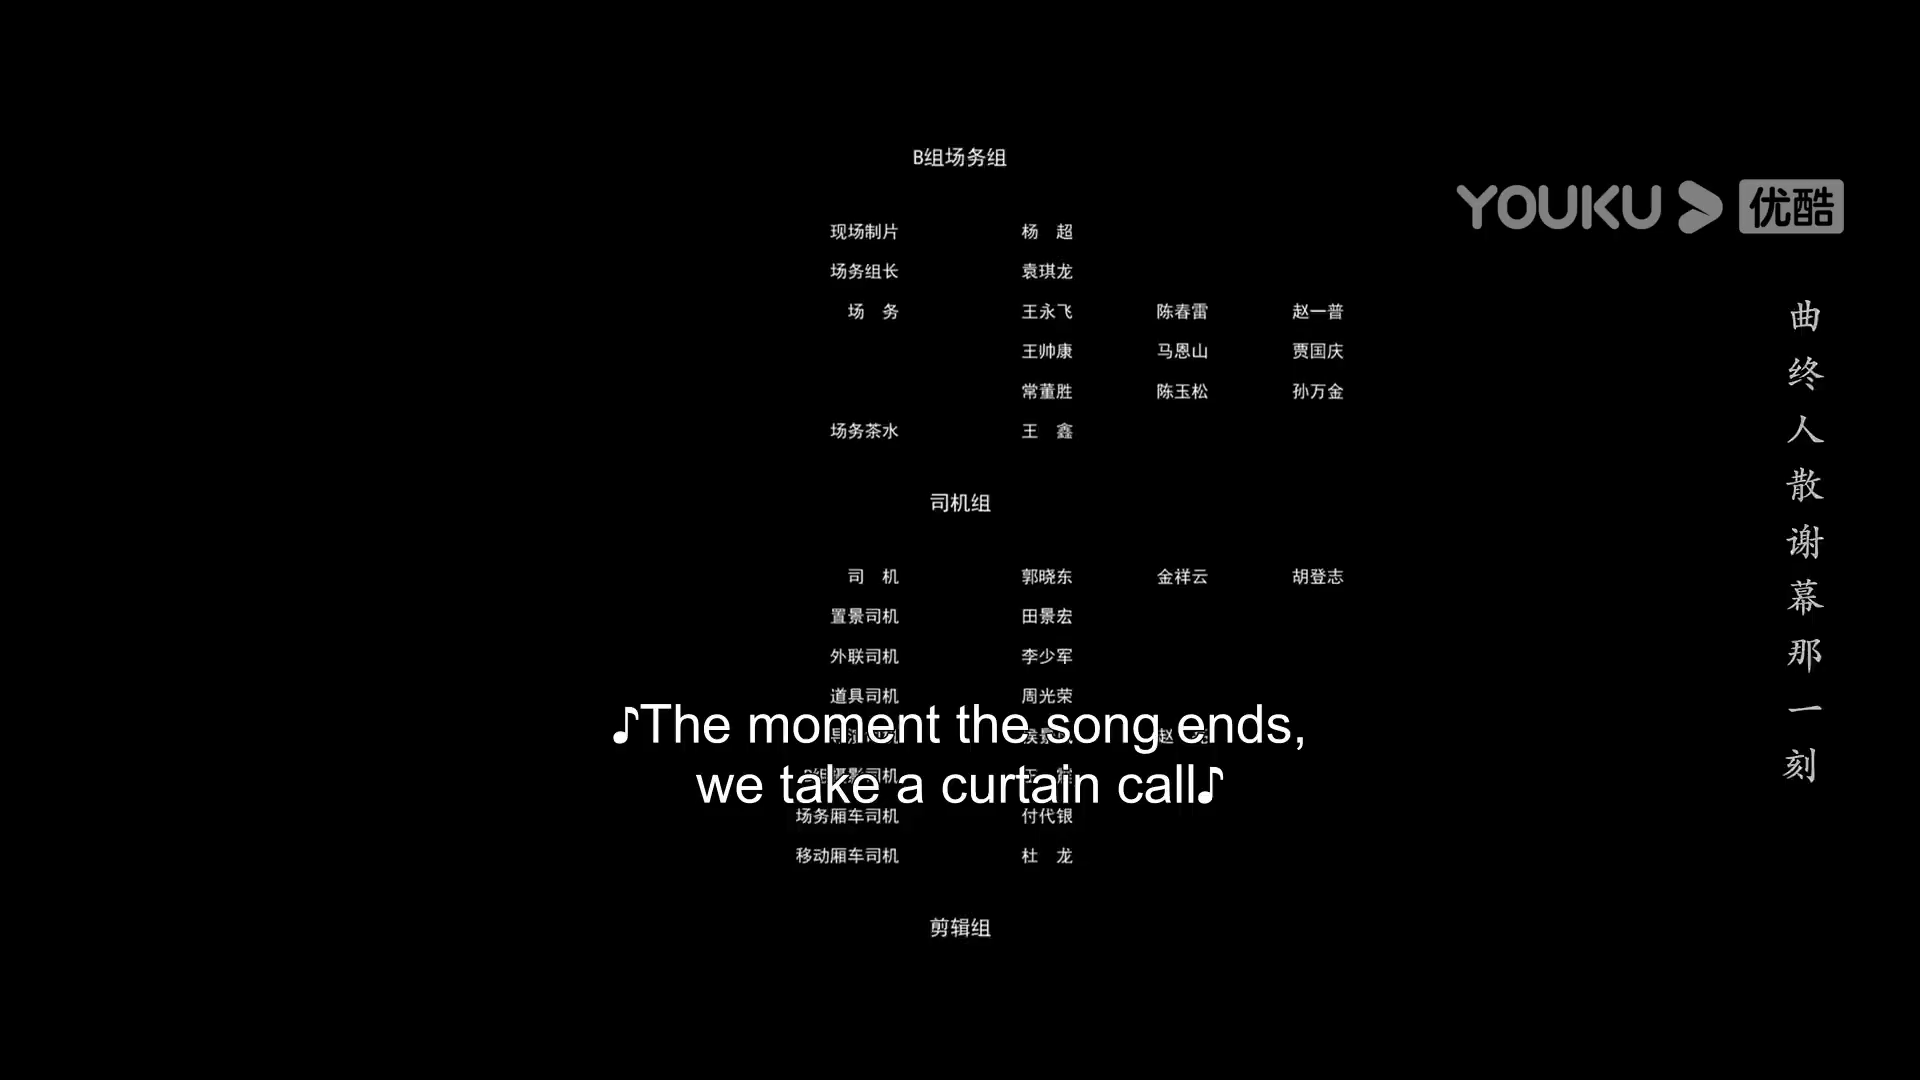 B组场务组
YOUKU 优酷
现场制片 杨 超
场务组长 袁琪龙
场 务 王永飞 陈春雷 赵一普
王帅康 马恩山 贾国庆
常董胜 陈玉松 孙万金
场务茶水 王 鑫
司机组
司 机 郭晓东 金祥云 胡登志
置景司机 田景宏
外联司机 李少军
道具司机 周光荣
♪The moment the song ends,
we take a curtain call♪
场务厢车司机 付代银
移动厢车司机 杜 龙
剪辑组
曲终人散谢幕那一刻